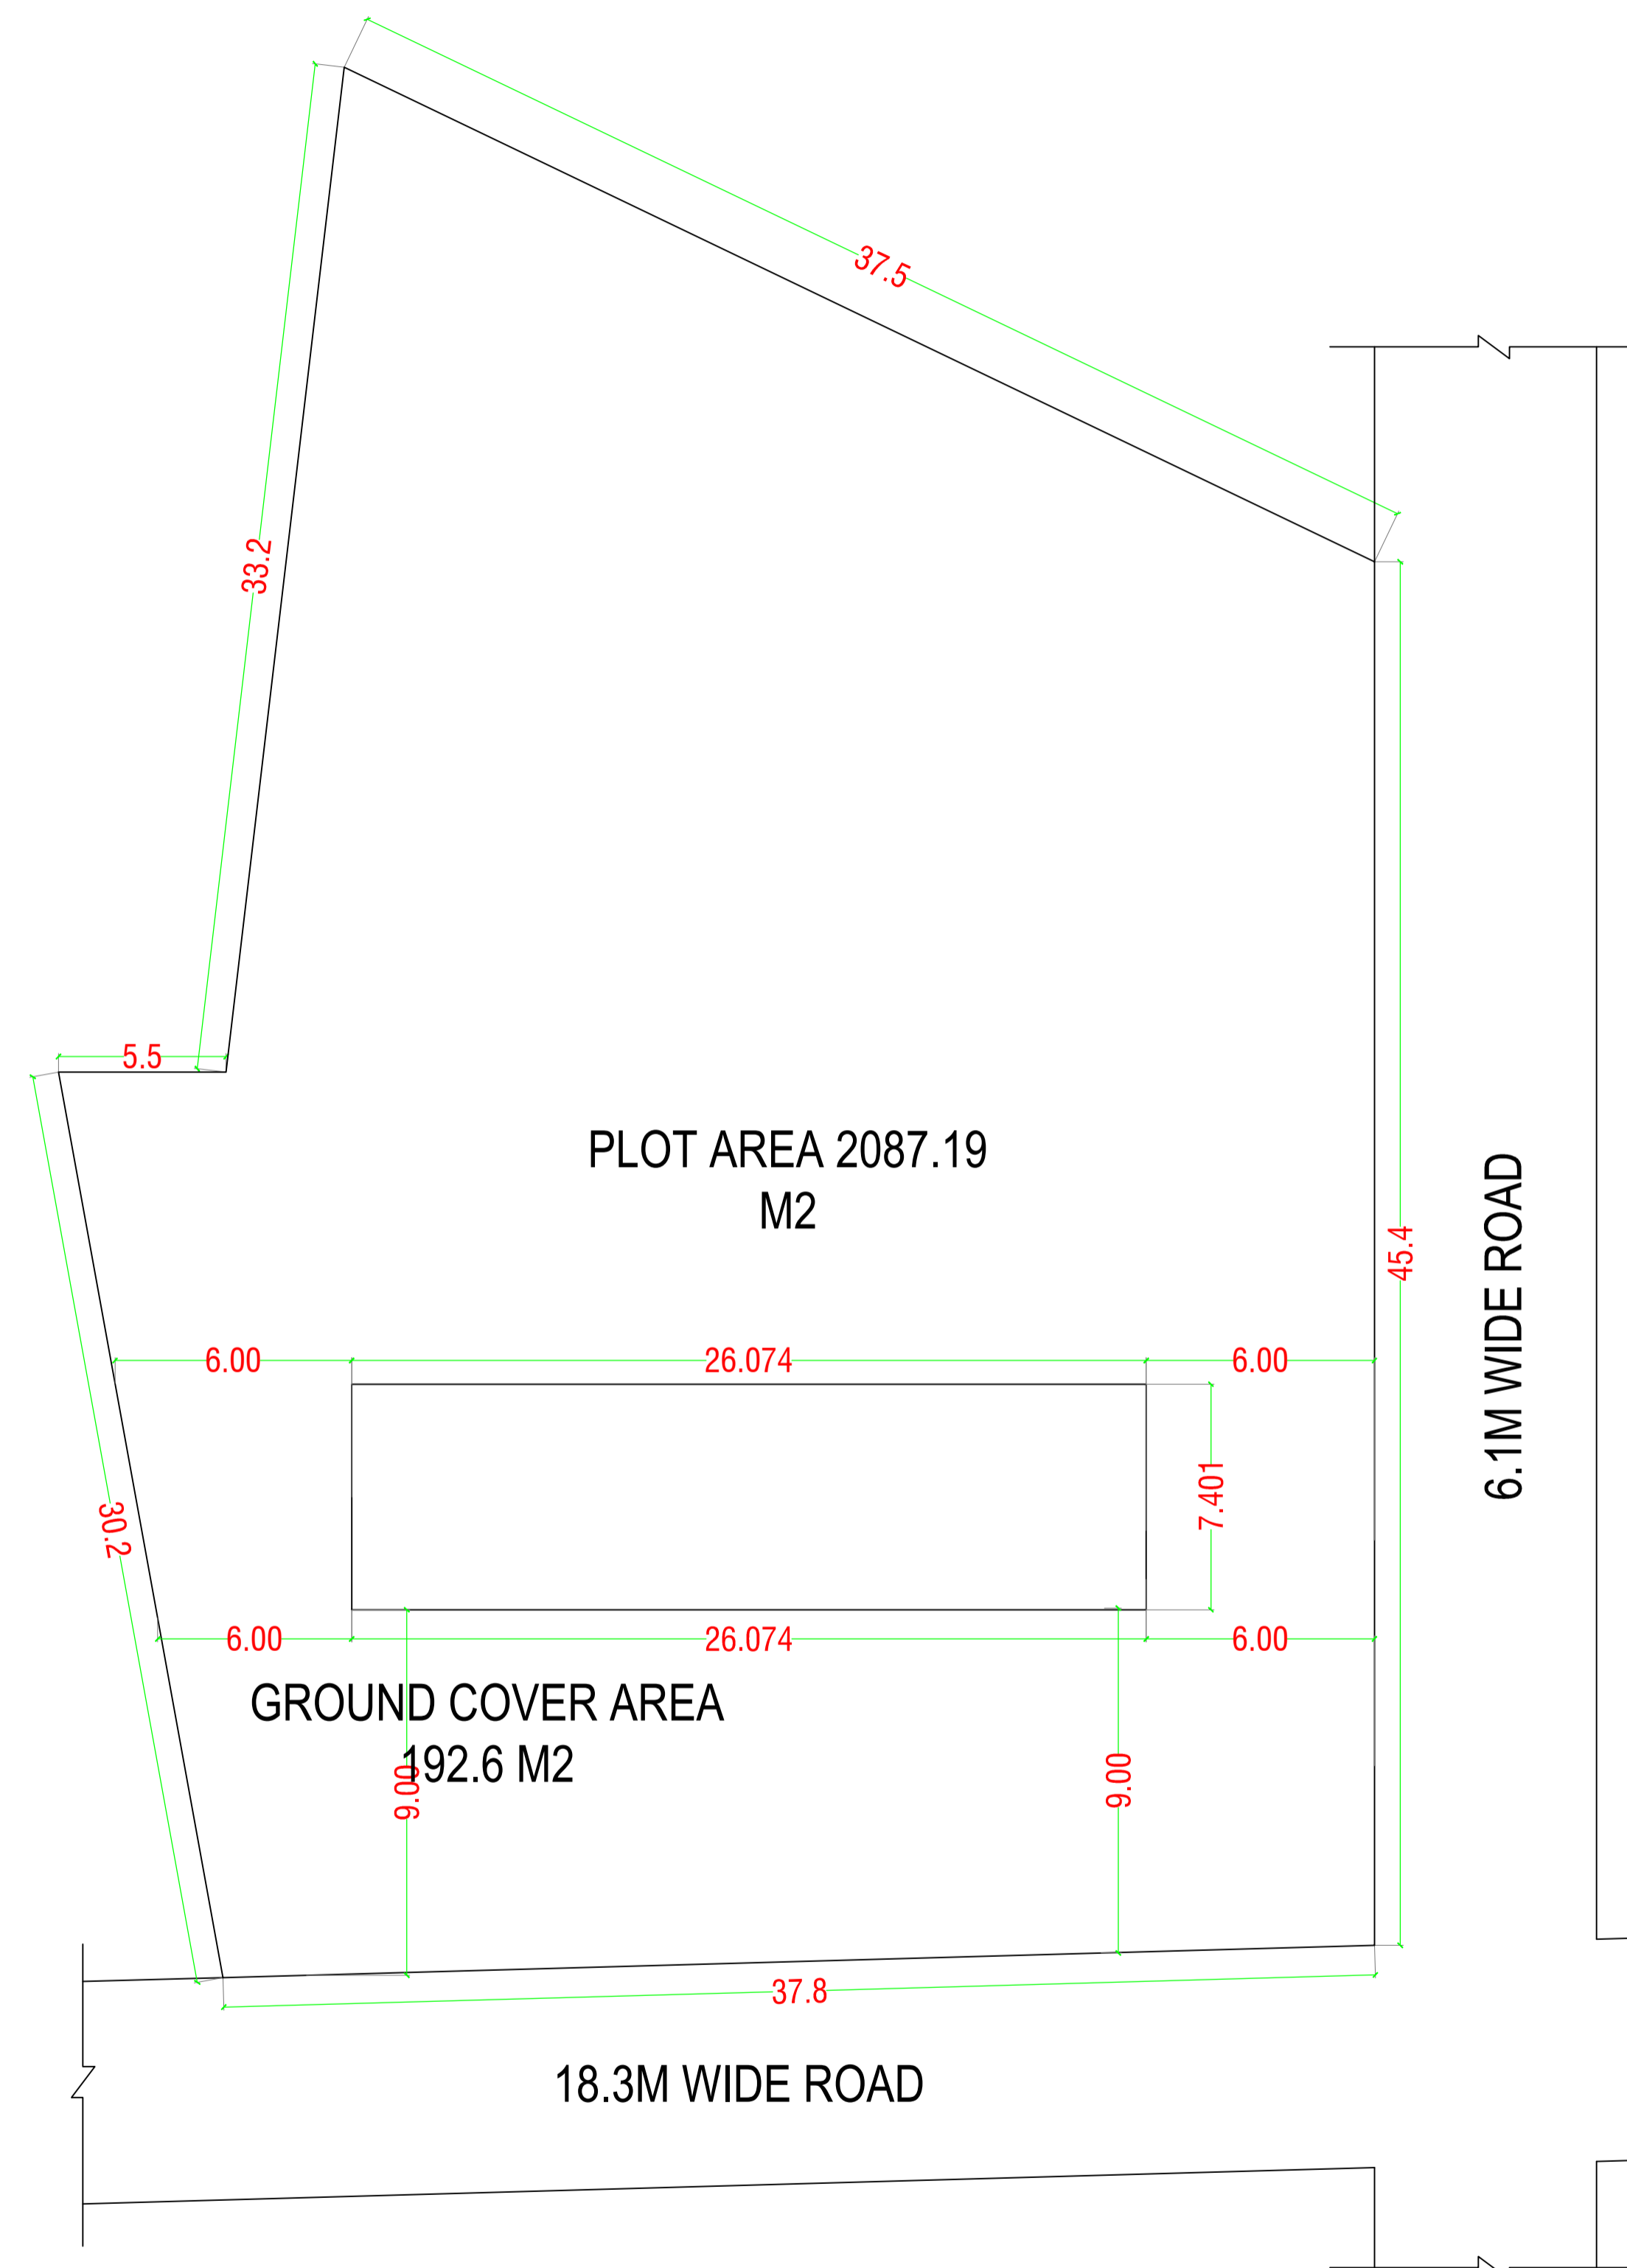 37.5
33.2
5.5
PLOT AREA 2087.19
M2
45.4
6.1M WIDE ROAD
6.00
26.074
6.00
7.401
30.2
6.00
26.074
6.00
GROUND COVER AREA
192.6 M2
9.00
9.00
37.8
18.3M WIDE ROAD